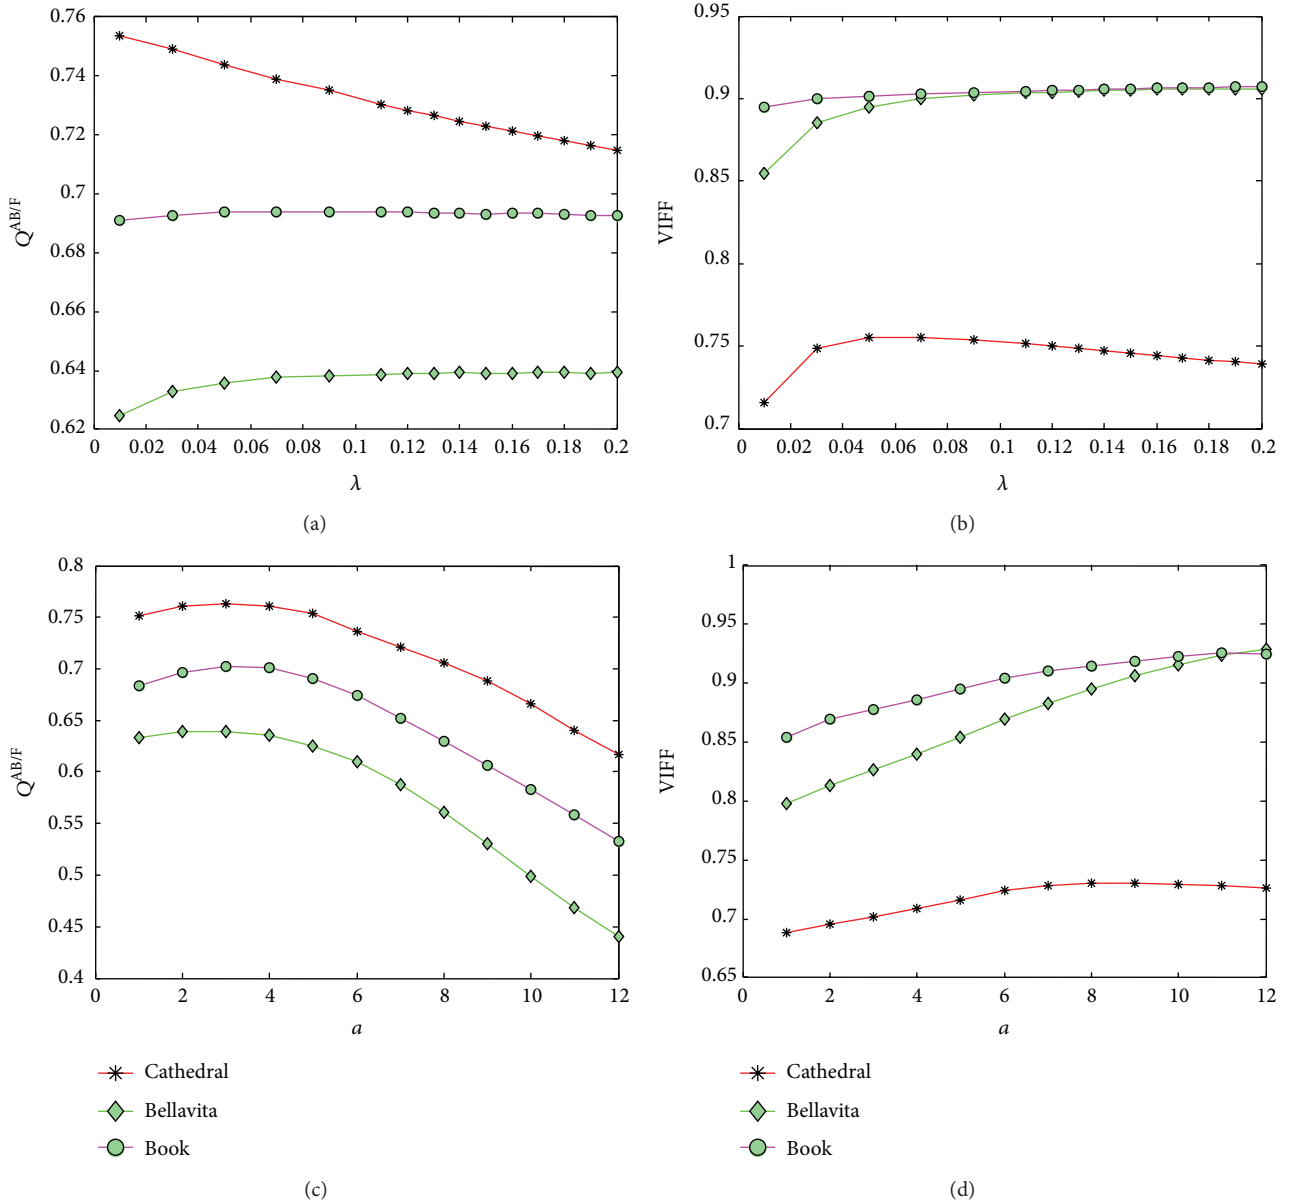 0.76
0.74
0.72
0.7
0.68
0.66
0.64
0.62
Q^AB/F
0 0.02 0.04 0.06 0.08 0.1 0.12 0.14 0.16 0.18 0.2
λ
(a)
0.95
0.9
0.85
0.8
0.75
0.7
VIFF
0 0.02 0.04 0.06 0.08 0.1 0.12 0.14 0.16 0.18 0.2
λ
(b)
0.8
0.75
0.7
0.65
0.6
0.55
0.5
0.45
0.4
Q^AB/F
0 2 4 6 8 10 12
a
Cathedral
Bellavita
Book
(c)
1
0.95
0.9
0.85
0.8
0.75
0.7
0.65
VIFF
0 2 4 6 8 10 12
a
Cathedral
Bellavita
Book
(d)